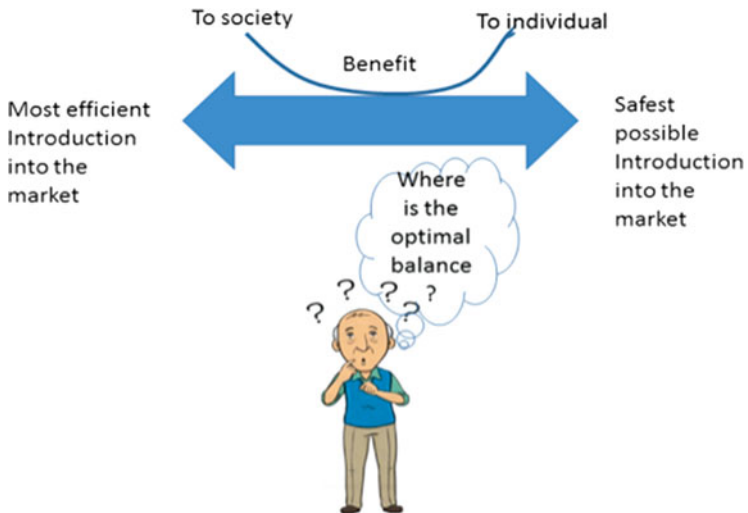 To society
To individual
Benefit
Most efficient
Introduction
into the
market
Safest
possible
Introduction
into the
market
Where
is the
optimal
balance
? ? ? ? ?